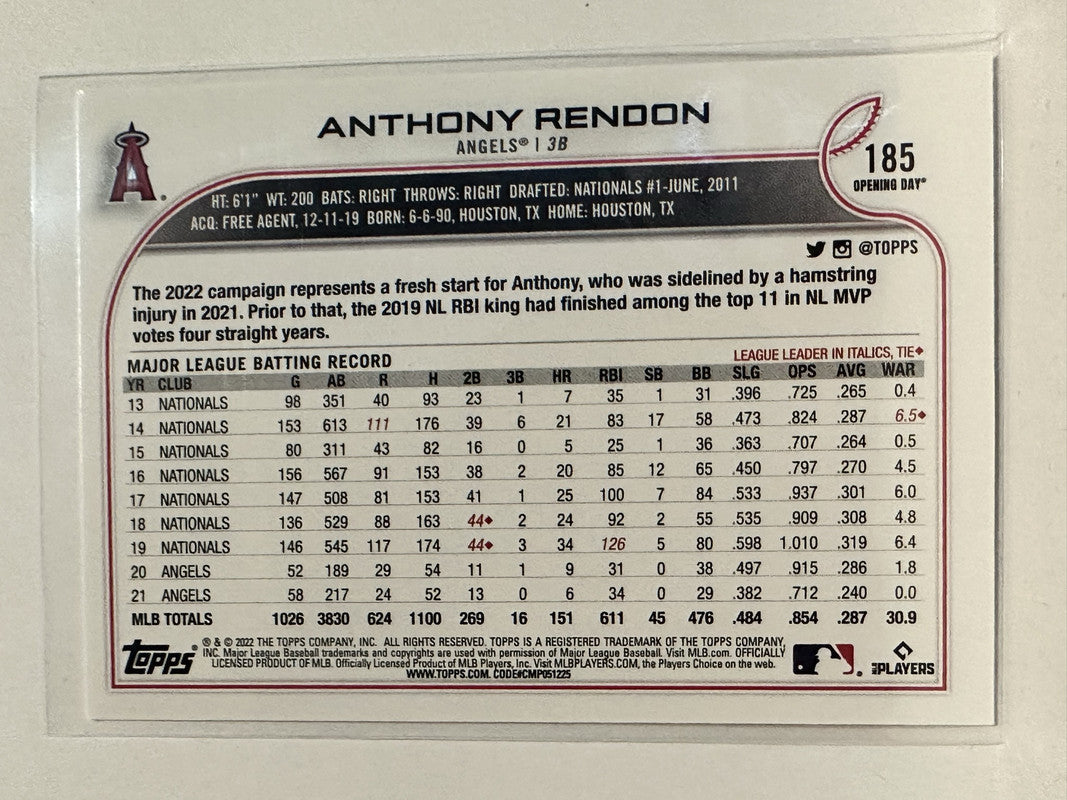 ANTHONY RENDON
ANGELS® | 3B
185
OPENING DAY®
HT: 6'1" WT: 200 BATS: RIGHT THROWS: RIGHT DRAFTED: NATIONALS #1-JUNE, 2011
ACQ: FREE AGENT, 12-11-19 BORN: 6-6-90, HOUSTON, TX HOME: HOUSTON, TX
@TOPPS
The 2022 campaign represents a fresh start for Anthony, who was sidelined by a hamstring
injury in 2021. Prior to that, the 2019 NL RBI king had finished among the top 11 in NL MVP
votes four straight years.
MAJOR LEAGUE BATTING RECORD LEAGUE LEADER IN ITALICS, TIE◆
YR CLUB G AB R H 2B 3B HR RBI SB BB SLG OPS AVG WAR
13 NATIONALS 98 351 40 93 23 1 7 35 1 31 .396 .725 .265 0.4
14 NATIONALS 153 613 111 176 39 6 21 83 17 58 .473 .824 .287 6.5◆
15 NATIONALS 80 311 43 82 16 0 5 25 1 36 .363 .707 .264 0.5
16 NATIONALS 156 567 91 153 38 2 20 85 12 65 .450 .797 .270 4.5
17 NATIONALS 147 508 81 153 41 1 25 100 7 84 .533 .937 .301 6.0
18 NATIONALS 136 529 88 163 44◆ 2 24 92 2 55 .535 .909 .308 4.8
19 NATIONALS 146 545 117 174 44◆ 3 34 126 5 80 .598 1.010 .319 6.4
20 ANGELS 52 189 29 54 11 1 9 31 0 38 .497 .915 .286 1.8
21 ANGELS 58 217 24 52 13 0 6 34 0 29 .382 .712 .240 0.0
MLB TOTALS 1026 3830 624 1100 269 16 151 611 45 476 .484 .854 .287 30.9
Topps®
® & © 2022 THE TOPPS COMPANY, INC. ALL RIGHTS RESERVED. TOPPS IS A REGISTERED TRADEMARK OF THE TOPPS COMPANY,
INC. Major League Baseball trademarks and copyrights are used with permission of Major League Baseball. Visit MLB.com. OFFICIALLY
LICENSED PRODUCT OF MLB. Officially Licensed Product of MLB Players, Inc. Visit MLBPLAYERS.COM, the Players Choice on the web.
WWW.TOPPS.COM. CODE#CMP051225
MLB PLAYERS